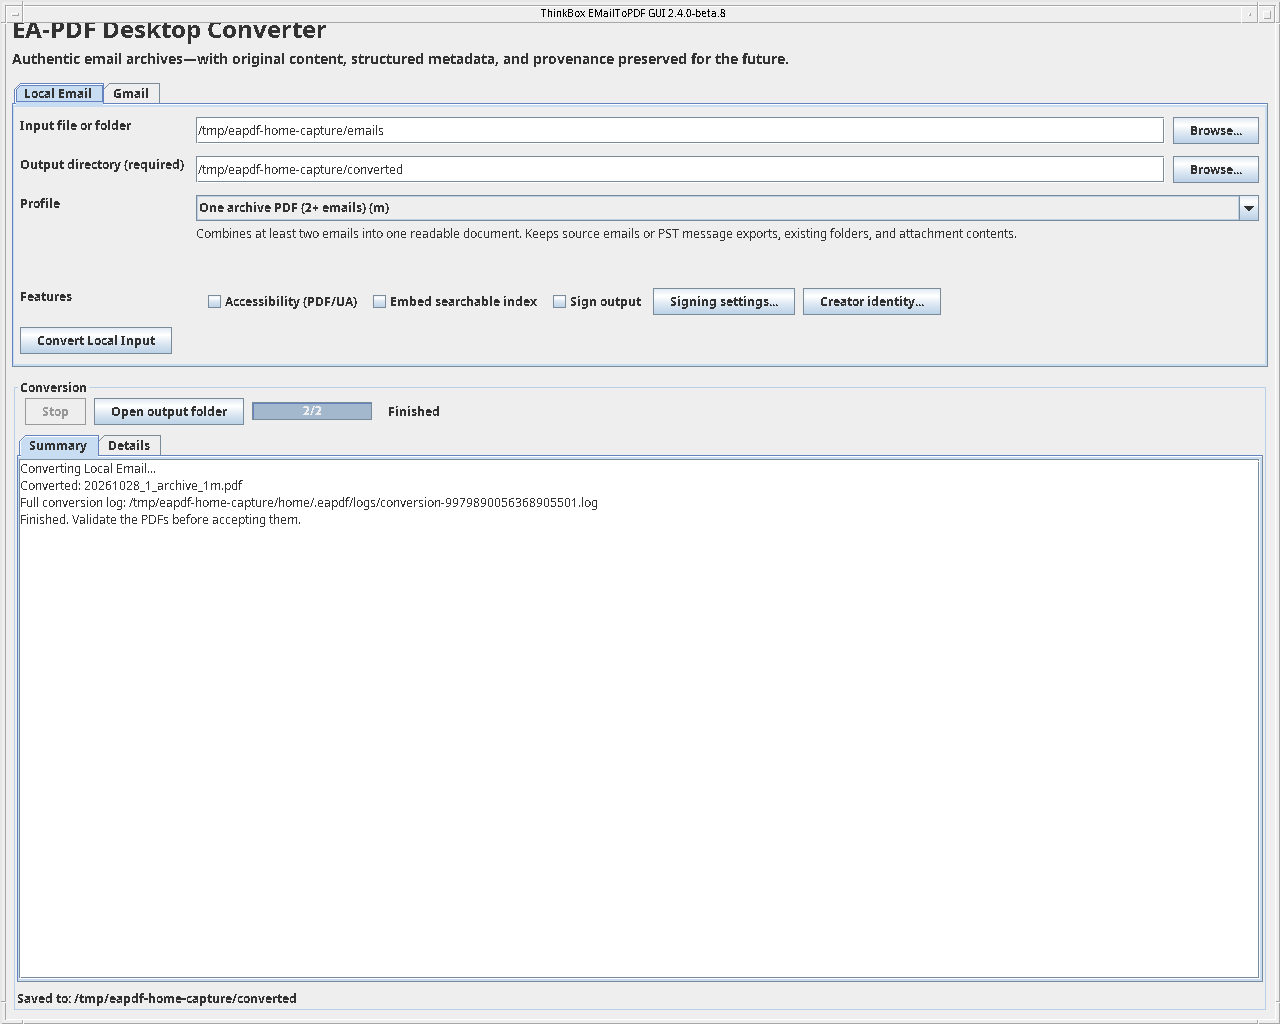 ThinkBox EMailToPDF GUI 2.4.0-beta.8
EA-PDF Desktop Converter
Authentic email archives—with original content, structured metadata, and provenance preserved for the future.
Local Email Gmail
Input file or folder /tmp/eapdf-home-capture/emails Browse...
Output directory (required) /tmp/eapdf-home-capture/converted Browse...
Profile One archive PDF (2+ emails) (m)
Combines at least two emails into one readable document. Keeps source emails or PST message exports, existing folders, and attachment contents.
Features Accessibility (PDF/UA) Embed searchable index Sign output Signing settings... Creator identity...
Convert Local Input
Conversion
Stop Open output folder 2/2 Finished
Summary Details
Converting Local Email...
Converted: 20261028_1_archive_1m.pdf
Full conversion log: /tmp/eapdf-home-capture/home/.eapdf/logs/conversion-9979890056368905501.log
Finished. Validate the PDFs before accepting them.
Saved to: /tmp/eapdf-home-capture/converted